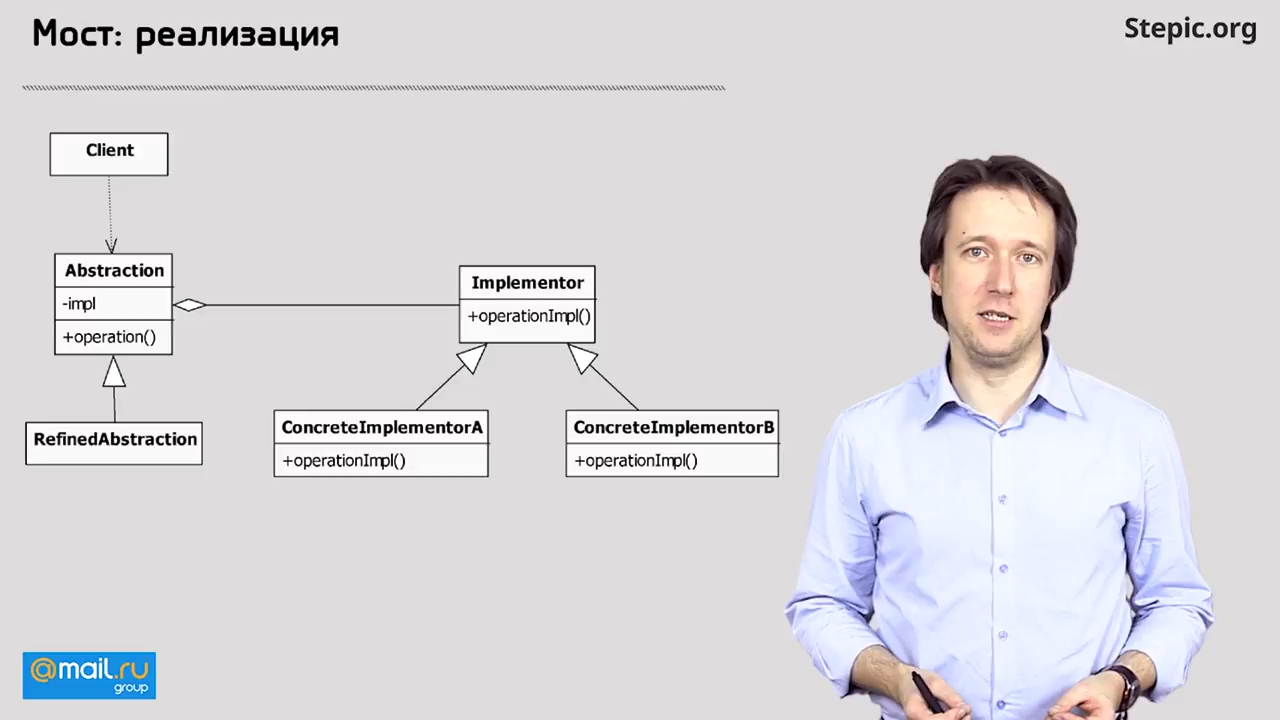 Мост: реализация
Stepic.org
Client
Abstraction
-impl
+operation()
Implementor
+operationImpl()
RefinedAbstraction
ConcreteImplementorA
+operationImpl()
ConcreteImplementorB
+operationImpl()
@mail.ru
group